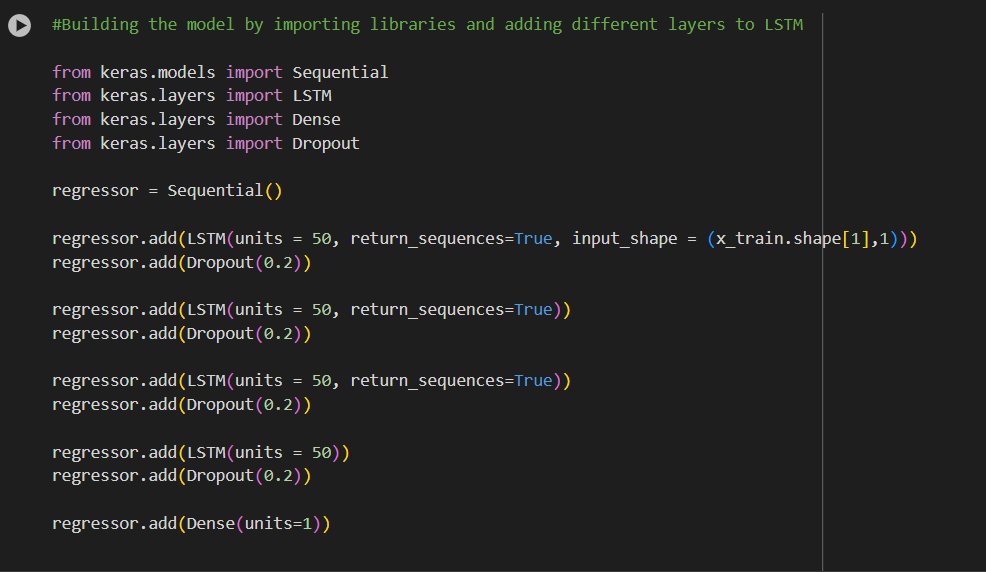 #Building the model by importing libraries and adding different layers to LSTM
from keras.models import Sequential
from keras.layers import LSTM
from keras.layers import Dense
from keras.layers import Dropout
regressor = Sequential()
regressor.add(LSTM(units = 50, return_sequences=True, input_shape = (x_train.shape[1],1)))
regressor.add(Dropout(0.2))
regressor.add(LSTM(units = 50, return_sequences=True))
regressor.add(Dropout(0.2))
regressor.add(LSTM(units = 50, return_sequences=True))
regressor.add(Dropout(0.2))
regressor.add(LSTM(units = 50))
regressor.add(Dropout(0.2))
regressor.add(Dense(units=1))